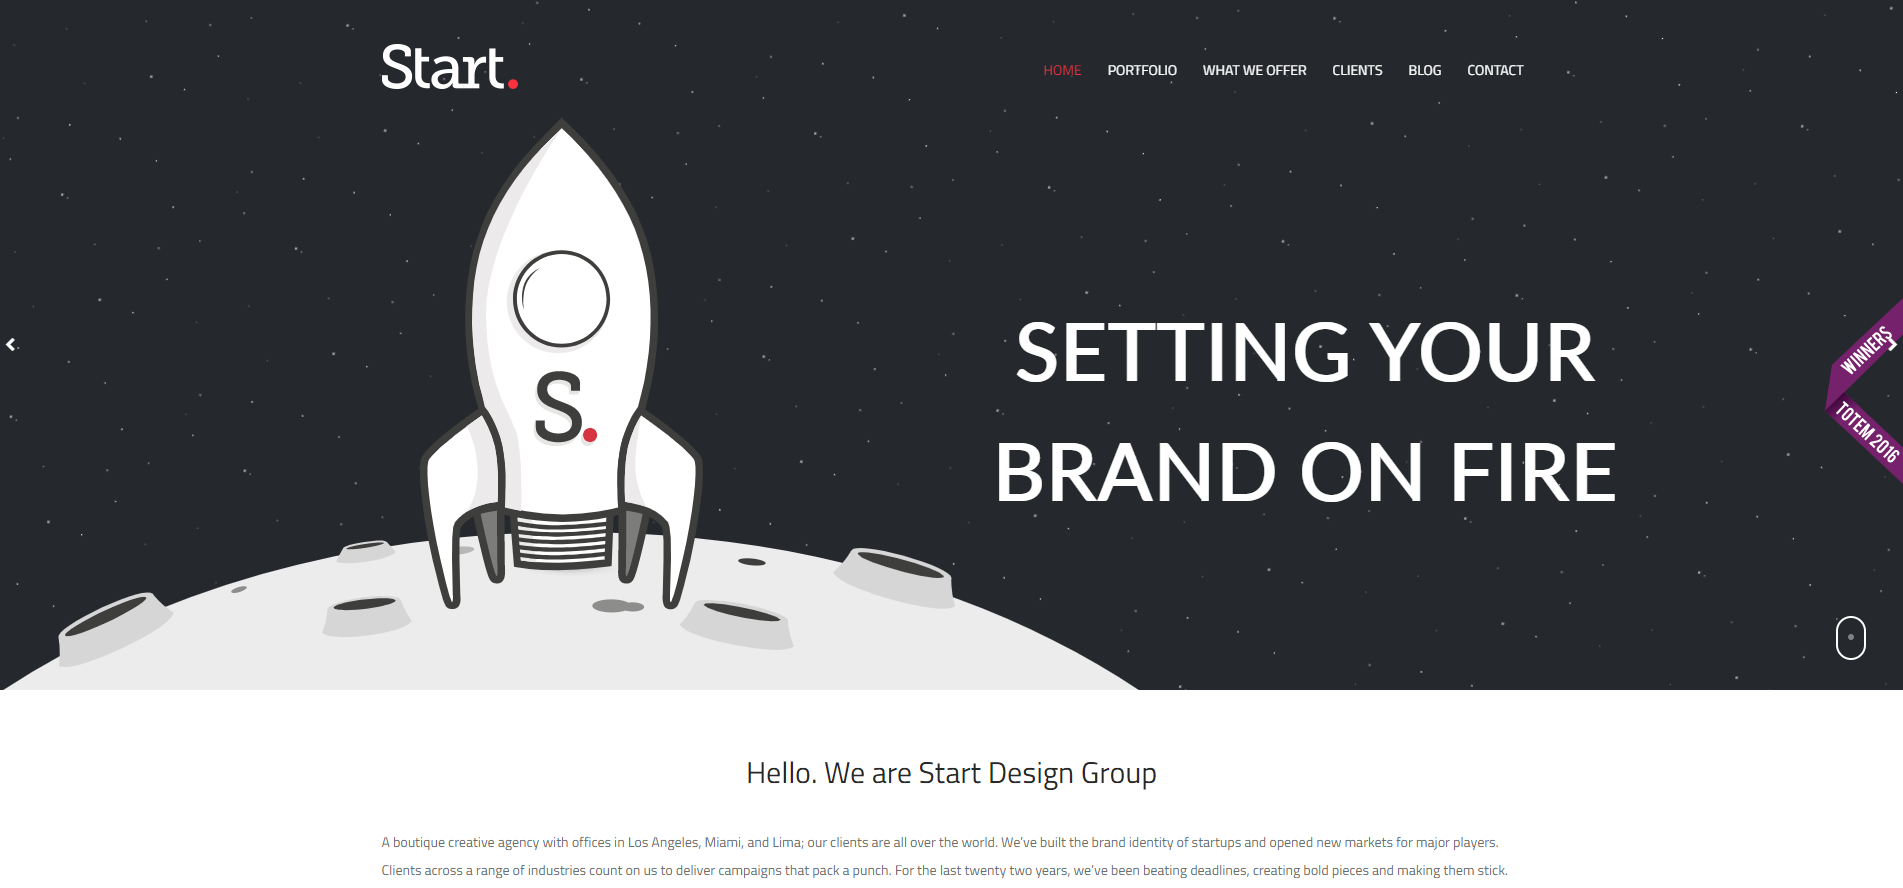 Start.
HOME PORTFOLIO WHAT WE OFFER CLIENTS BLOG CONTACT
S.
SETTING YOUR
BRAND ON FIRE
WINNERS
TOTEM 2016
Hello. We are Start Design Group
A boutique creative agency with offices in Los Angeles, Miami, and Lima; our clients are all over the world. We’ve built the brand identity of startups and opened new markets for major players.
Clients across a range of industries count on us to deliver campaigns that pack a punch. For the last twenty two years, we’ve been beating deadlines, creating bold pieces and making them stick.